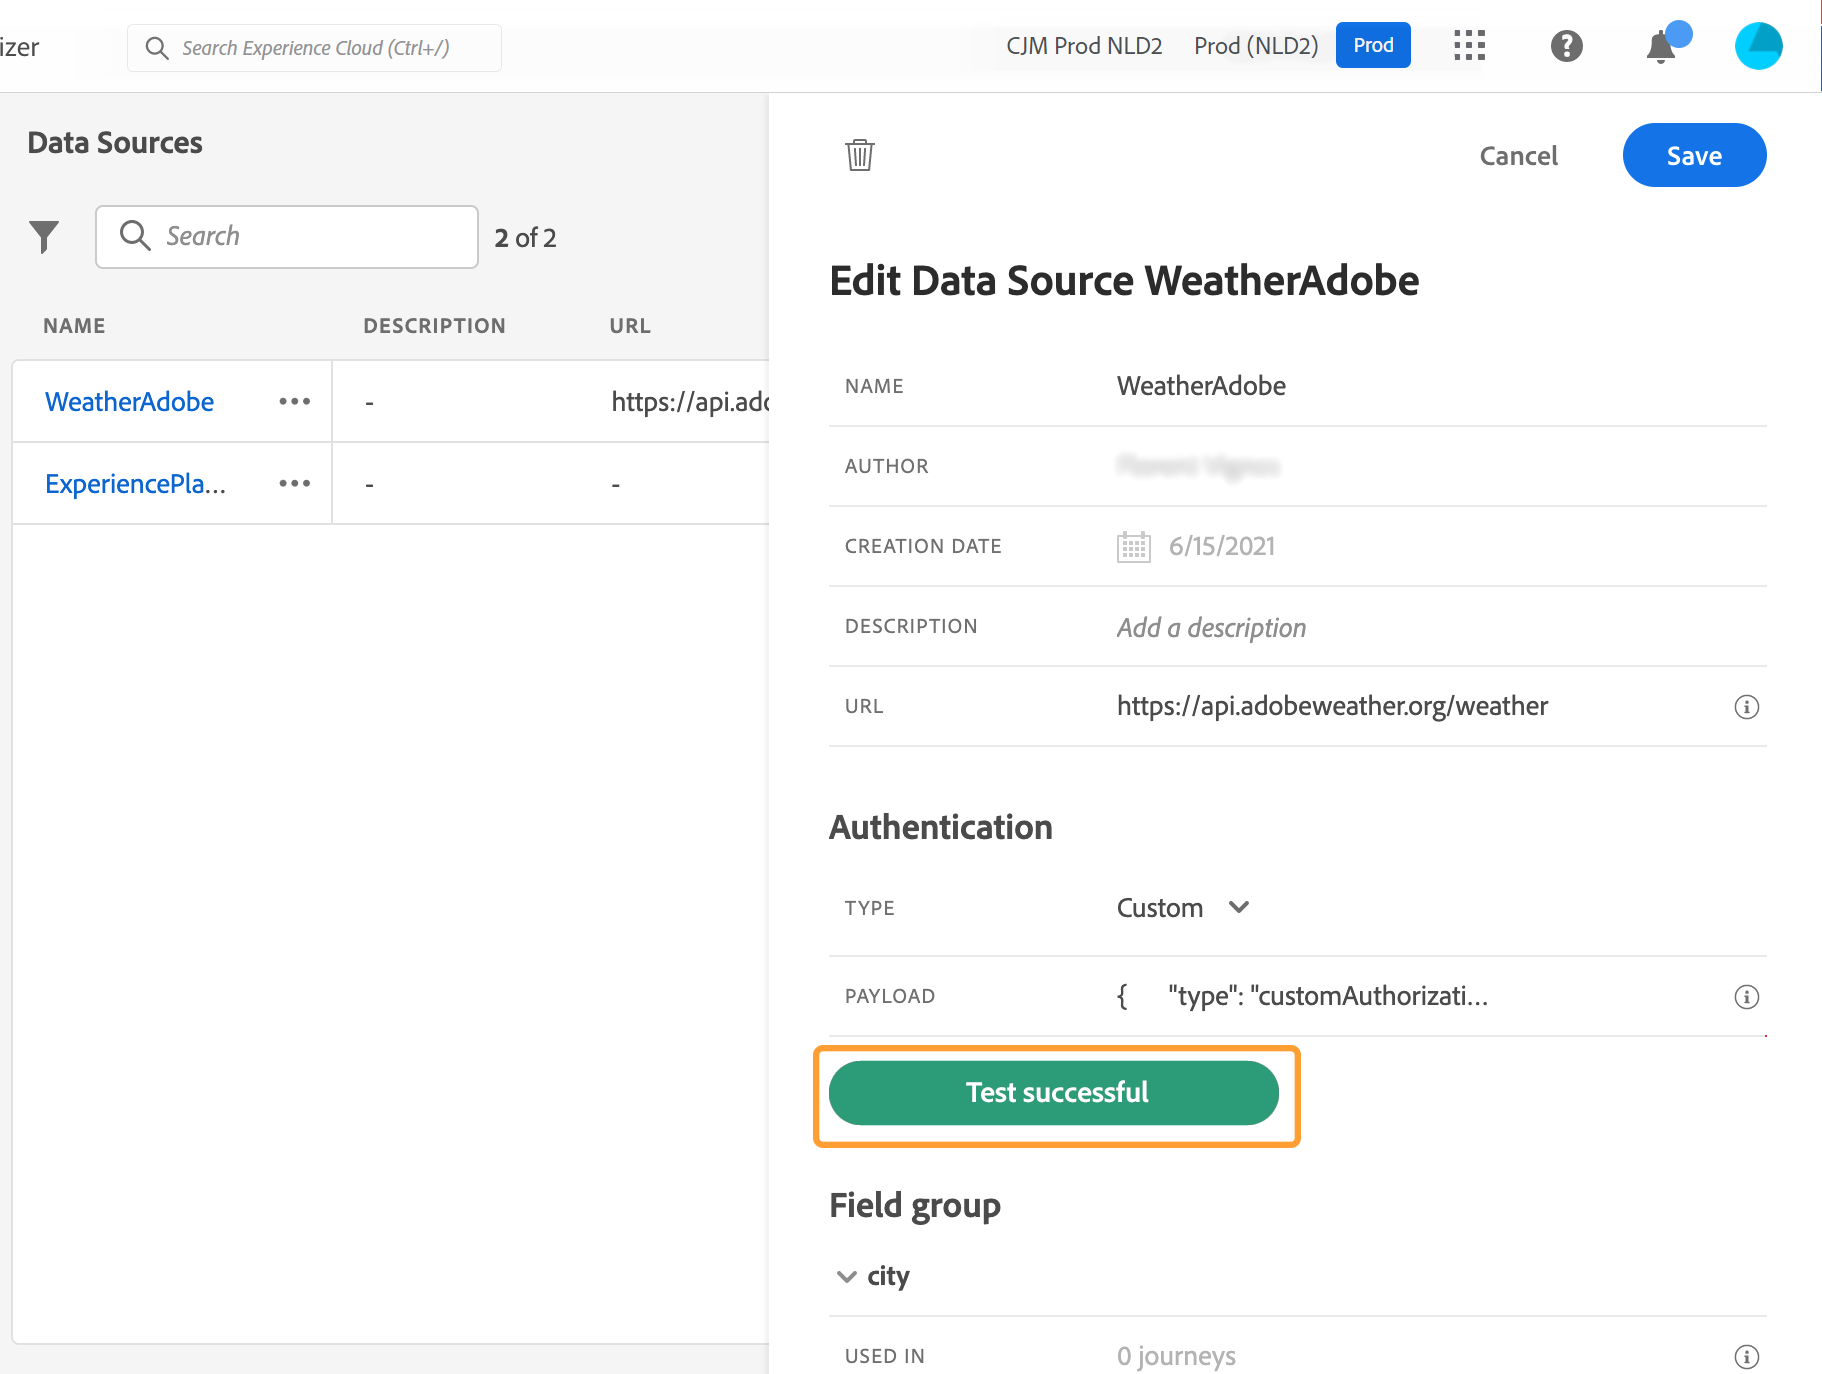 izer
Search Experience Cloud (Ctrl+/)
CJM Prod NLD2
Prod (NLD2)
Prod
Data Sources
Search
2 of 2
NAME DESCRIPTION URL
WeatherAdobe ••• - https://api.adc
ExperiencePla... ••• - -
Cancel
Save
Edit Data Source WeatherAdobe
NAME WeatherAdobe
AUTHOR
CREATION DATE 6/15/2021
DESCRIPTION Add a description
URL https://api.adobeweather.org/weather
Authentication
TYPE Custom
PAYLOAD { "type": "customAuthorizati...
Test successful
Field group
city
USED IN 0 journeys